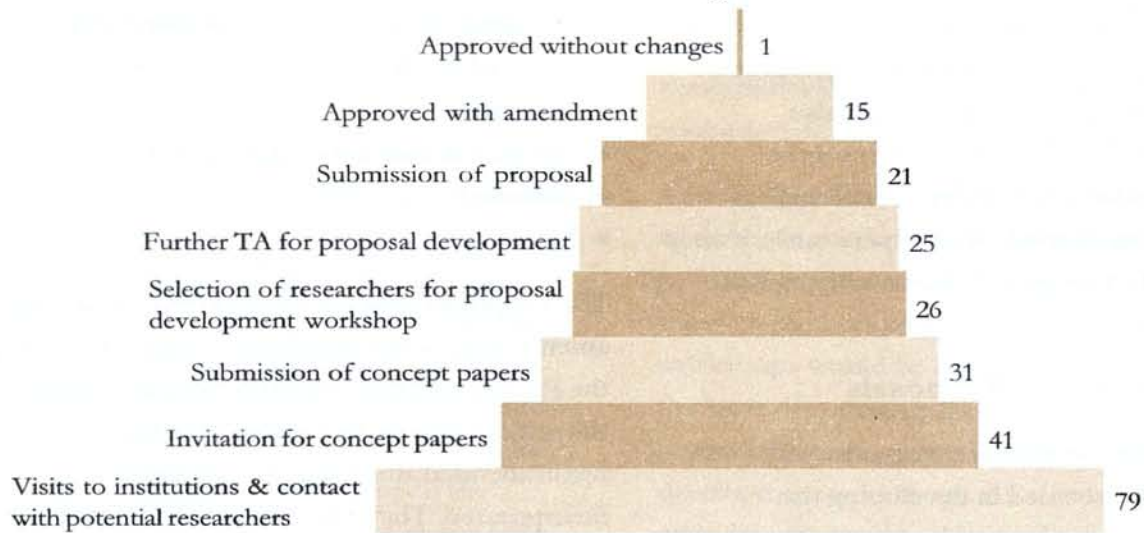 Approved without changes 1
Approved with amendment 15
Submission of proposal 21
Further TA for proposal development 25
Selection of researchers for proposal
development workshop 26
Submission of concept papers 31
Invitation for concept papers 41
Visits to institutions & contact
with potential researchers 79